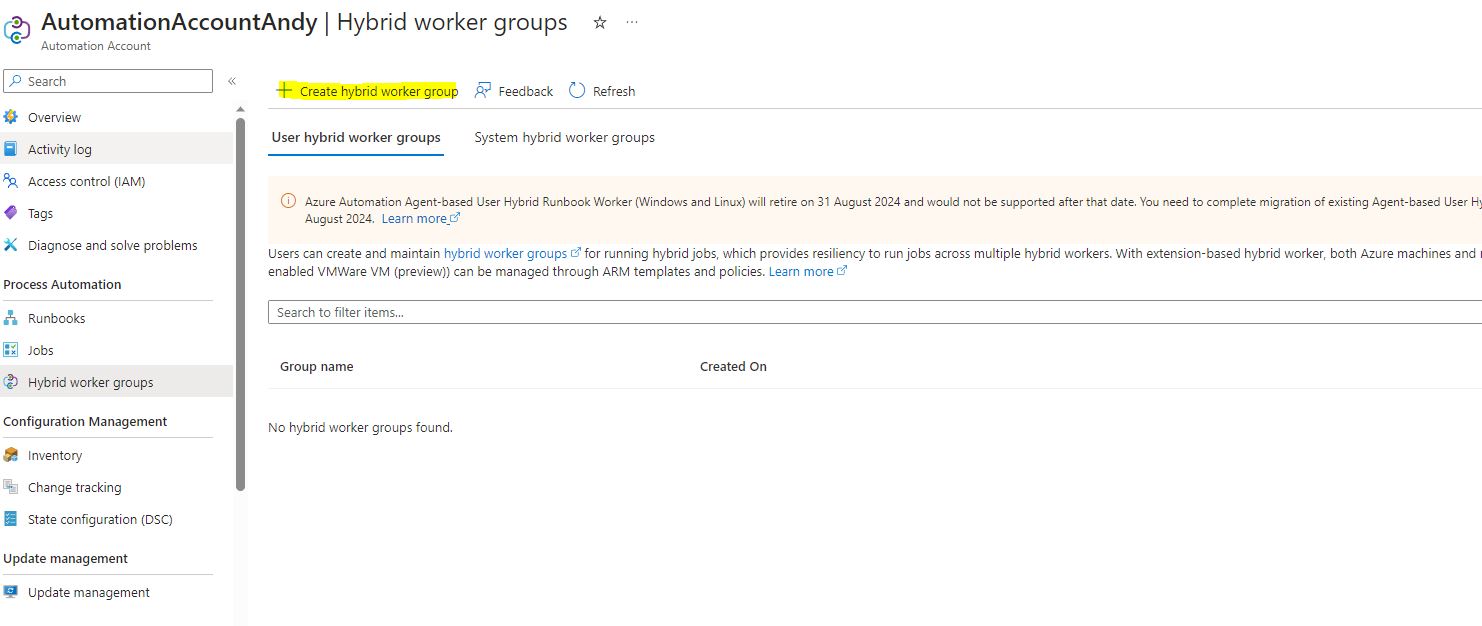 AutomationAccountAndy | Hybrid worker groups
Automation Account
Search
Overview
Activity log
Access control (IAM)
Tags
Diagnose and solve problems
Process Automation
Runbooks
Jobs
Hybrid worker groups
Configuration Management
Inventory
Change tracking
State configuration (DSC)
Update management
Update management
Create hybrid worker group Feedback Refresh
User hybrid worker groups System hybrid worker groups
Azure Automation Agent-based User Hybrid Runbook Worker (Windows and Linux) will retire on 31 August 2024 and would not be supported after that date. You need to complete migration of existing Agent-based User Hy
August 2024. Learn more
Users can create and maintain hybrid worker groups for running hybrid jobs, which provides resiliency to run jobs across multiple hybrid workers. With extension-based hybrid worker, both Azure machines and
enabled VMWare VM (preview)) can be managed through ARM templates and policies. Learn more
Search to filter items...
Group name Created On
No hybrid worker groups found.